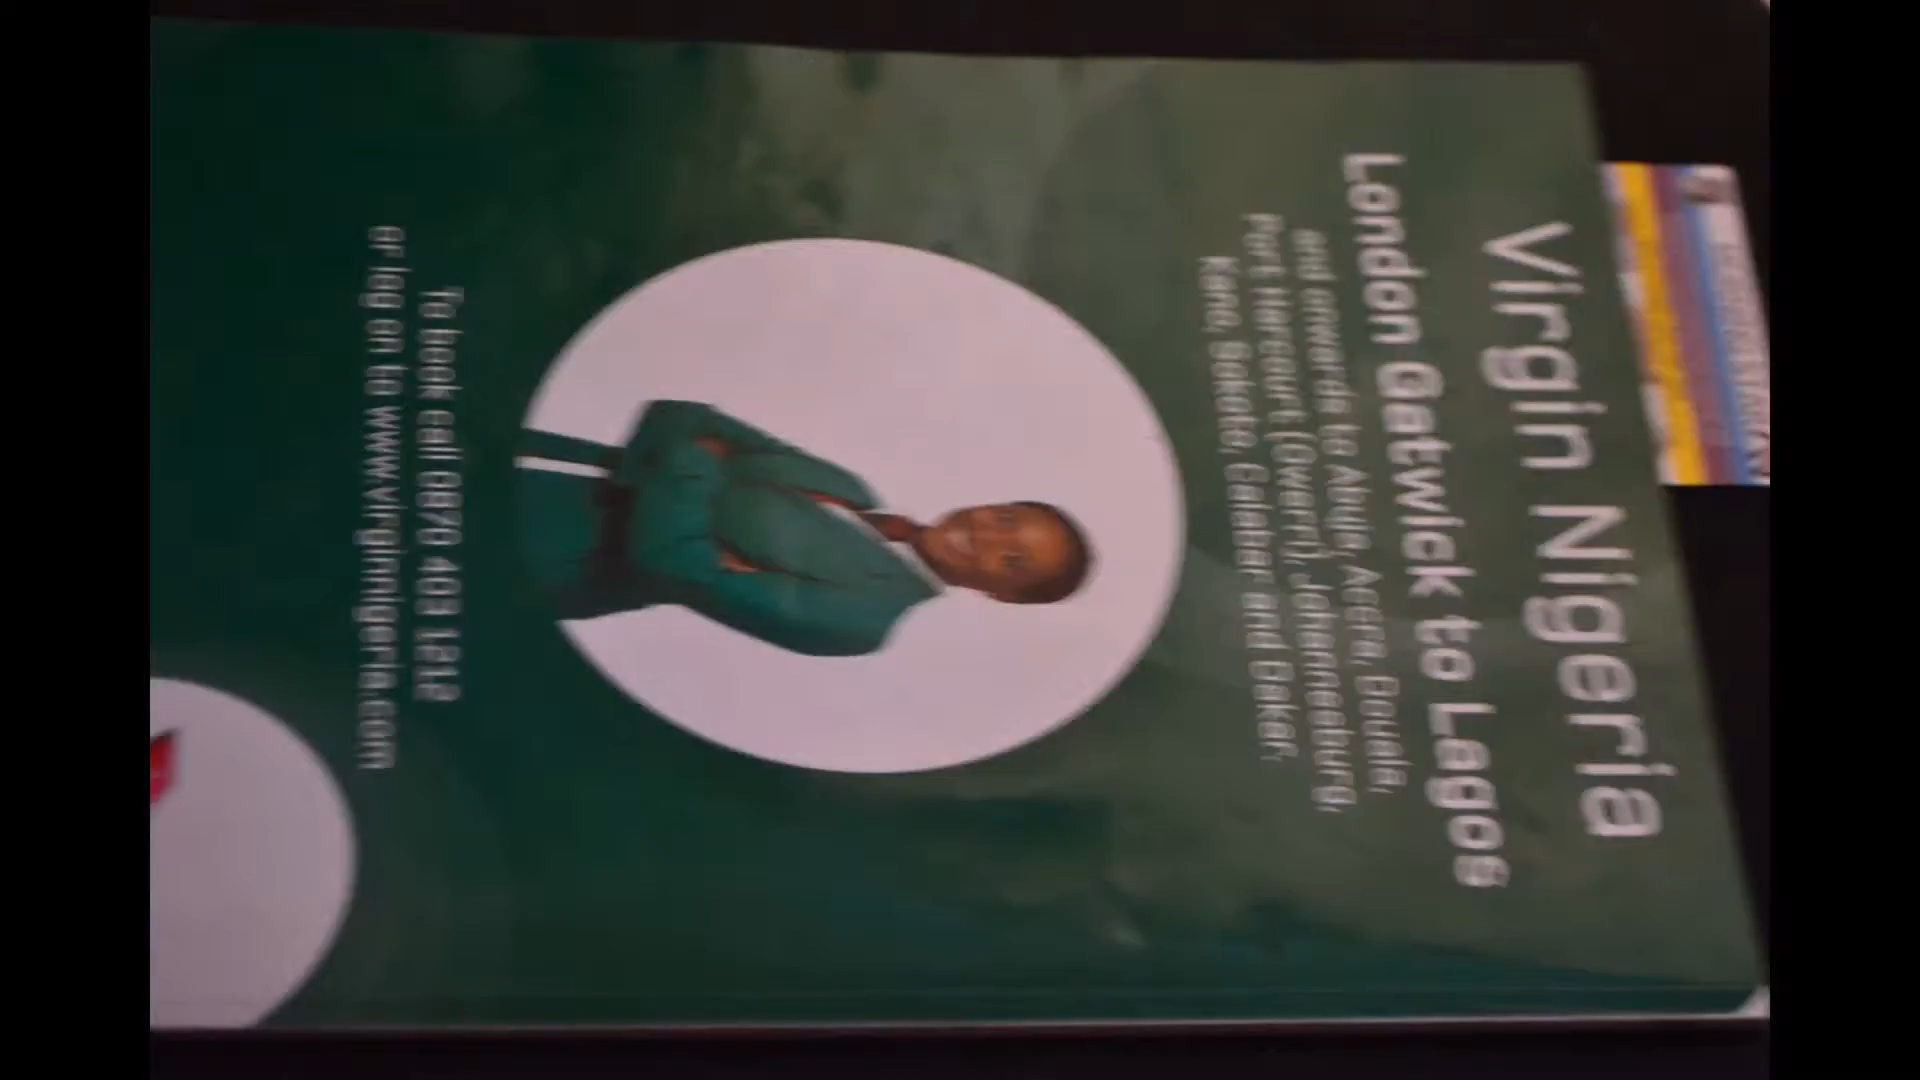 Virgin Nigeria
London Gatwick to Lagos
and onwards to Abuja, Accra, Douala,
Port Harcourt (Owerri), Johannesburg,
Kano, Sokoto, Calabar and Dakar.
To book call 0870 403 1212
or log on to www.virginnigeria.com